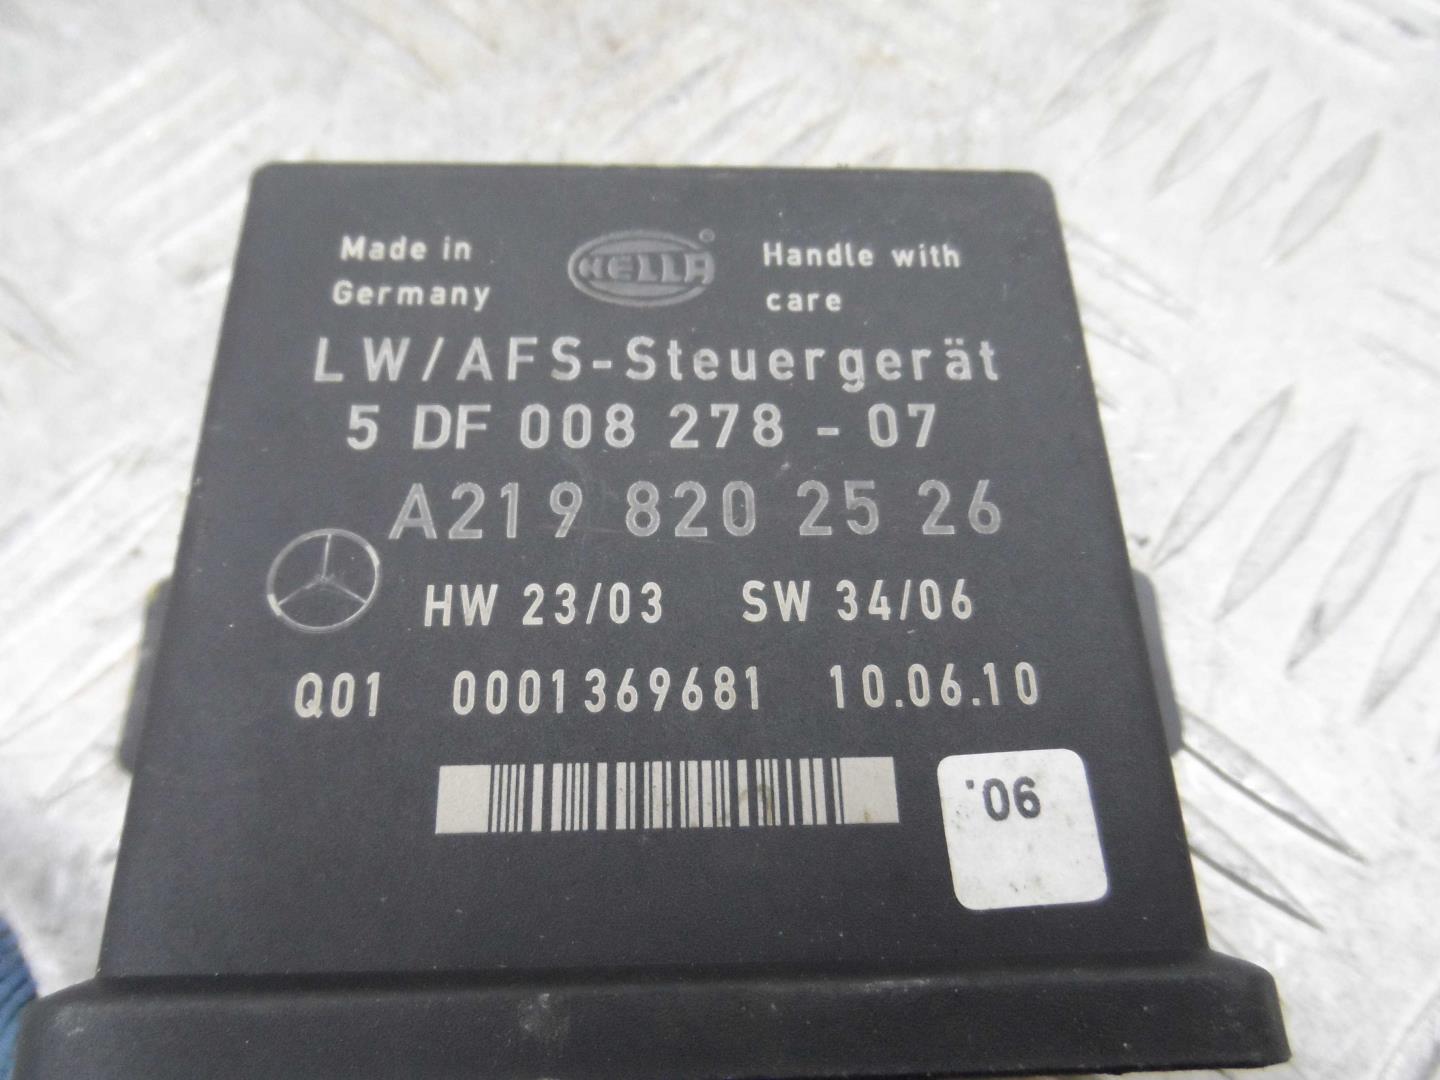 Made in
Germany
HELLA
®
Handle with
care
LW/AFS-Steuergerät
5 DF 008 278 - 07
A219 820 25 26
HW 23/03 SW 34/06
Q01 0001369681 10.06.10
06.